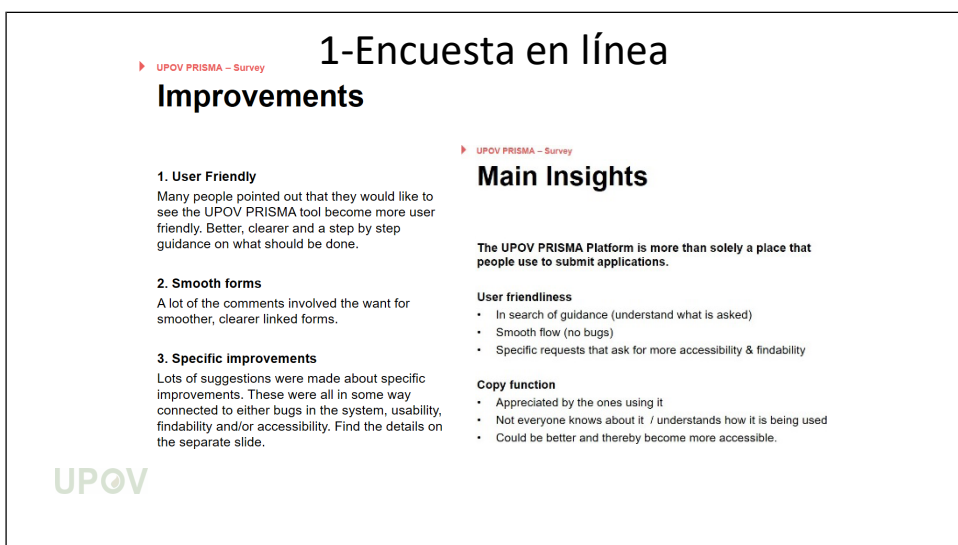 1-Encuesta en línea
UPOV PRISMA – Survey
Improvements
1. User Friendly
Many people pointed out that they would like to
see the UPOV PRISMA tool become more user
friendly. Better, clearer and a step by step
guidance on what should be done.
2. Smooth forms
A lot of the comments involved the want for
smoother, clearer linked forms.
3. Specific improvements
Lots of suggestions were made about specific
improvements. These were all in some way
connected to either bugs in the system, usability,
findability and/or accessibility. Find the details on
the separate slide.
UPOV PRISMA – Survey
Main Insights
The UPOV PRISMA Platform is more than solely a place that
people use to submit applications.
User friendliness
• In search of guidance (understand what is asked)
• Smooth flow (no bugs)
• Specific requests that ask for more accessibility & findability
Copy function
• Appreciated by the ones using it
• Not everyone knows about it / understands how it is being used
• Could be better and thereby become more accessible.
UPOV